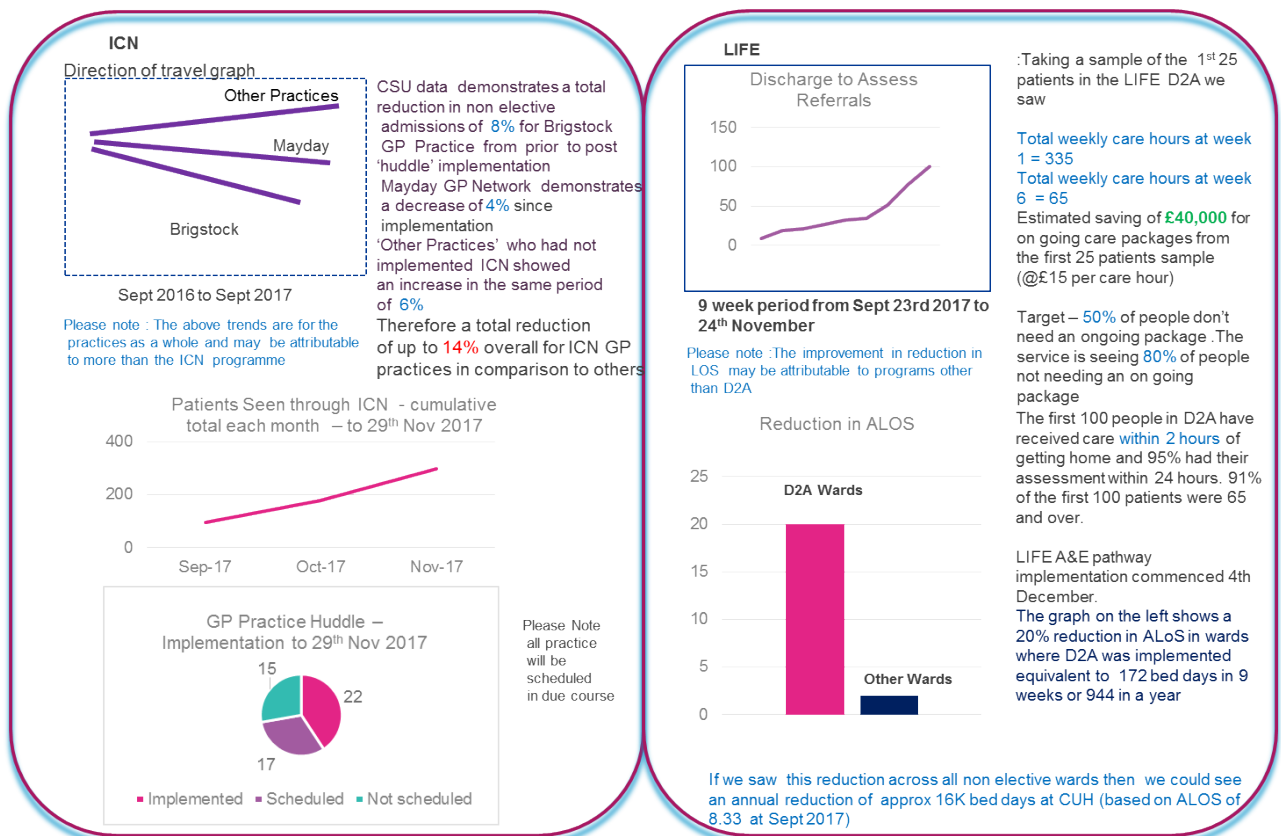 ICN
Direction of travel graph
Other Practices
Mayday
Brigstock
Sept 2016 to Sept 2017
Please note : The above trends are for the
practices as a whole and may be attributable
to more than the ICN programme
CSU data demonstrates a total
reduction in non elective
admissions of 8% for Brigstock
GP Practice from prior to post
‘huddle’ implementation
Mayday GP Network demonstrates
a decrease of 4% since
implementation
‘Other Practices’ who had not
implemented ICN showed
an increase in the same period
of 6%
Therefore a total reduction
of up to 14% overall for ICN GP
practices in comparison to others
Patients Seen through ICN - cumulative
total each month – to 29th Nov 2017
400
200
0
Sep-17 Oct-17 Nov-17
GP Practice Huddle –
Implementation to 29th Nov 2017
15
22
17
Implemented Scheduled Not scheduled
Please Note
all practice
will be
scheduled
in due course
LIFE
Discharge to Assess
Referrals
150
100
50
0
9 week period from Sept 23rd 2017 to
24th November
Please note :The improvement in reduction in
LOS may be attributable to programs other
than D2A
Reduction in ALOS
25
20
15
10
5
0
D2A Wards
Other Wards
:Taking a sample of the 1st 25
patients in the LIFE D2A we
saw
Total weekly care hours at week
1 = 335
Total weekly care hours at week
6 = 65
Estimated saving of £40,000 for
on going care packages from
the first 25 patients sample
(@£15 per care hour)
Target – 50% of people don’t
need an ongoing package .The
service is seeing 80% of people
not needing an on going
package
The first 100 people in D2A have
received care within 2 hours of
getting home and 95% had their
assessment within 24 hours. 91%
of the first 100 patients were 65
and over.
LIFE A&E pathway
implementation commenced 4th
December.
The graph on the left shows a
20% reduction in ALoS in wards
where D2A was implemented
equivalent to 172 bed days in 9
weeks or 944 in a year
If we saw this reduction across all non elective wards then we could see
an annual reduction of approx 16K bed days at CUH (based on ALOS of
8.33 at Sept 2017)